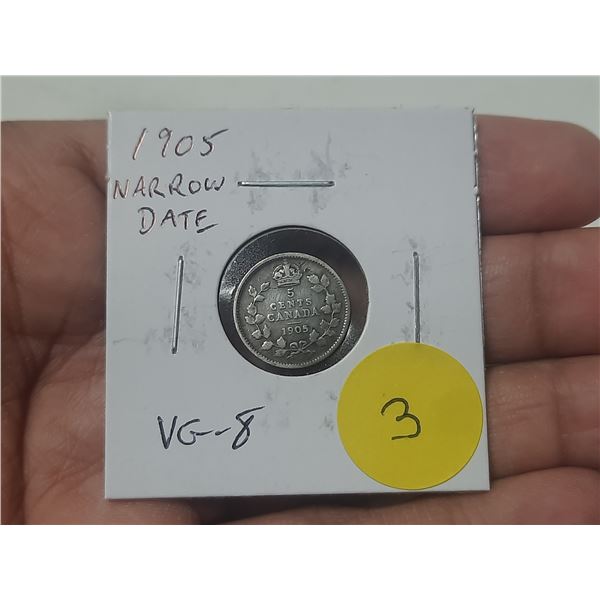 1905
NARROW
DATE
5
CENTS
CANADA
1905
VG-8
3